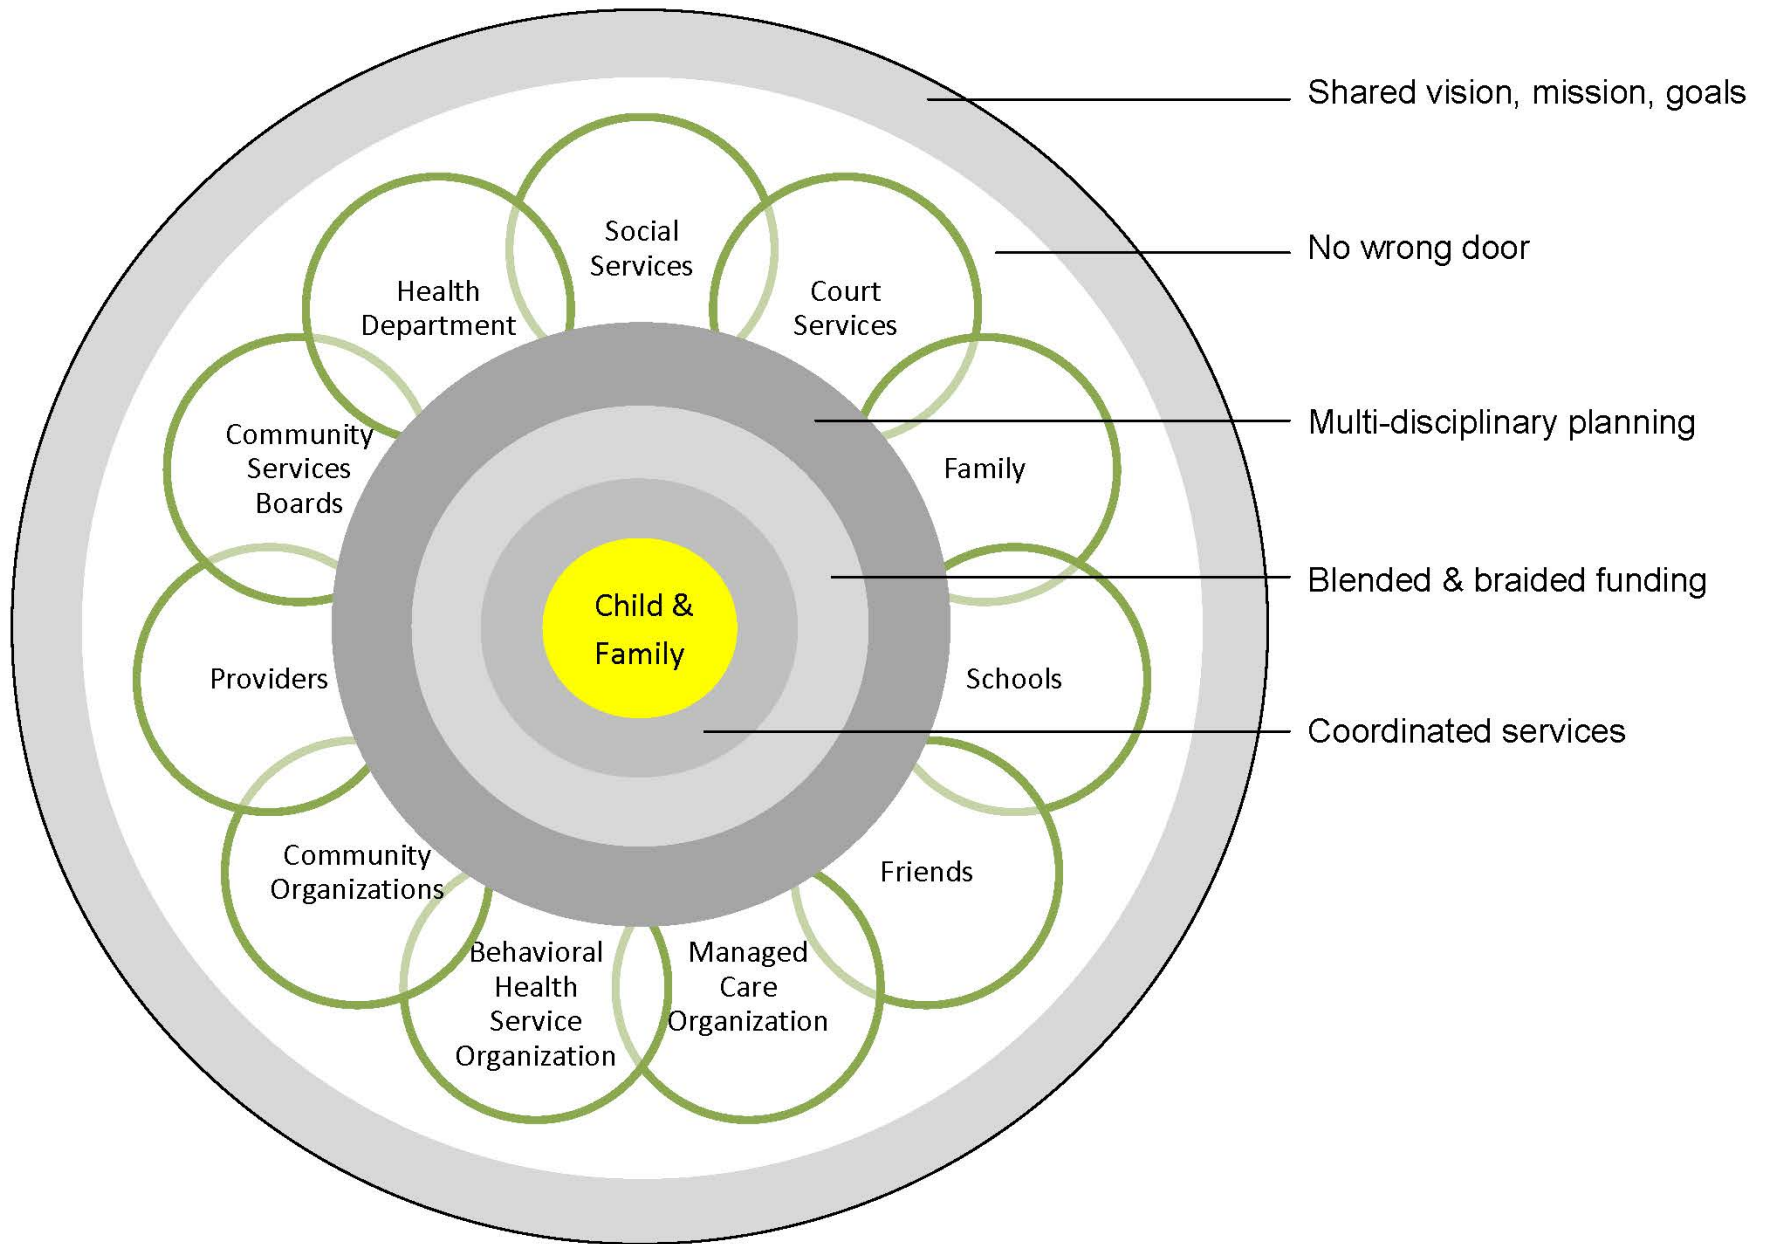 Shared vision, mission, goals
No wrong door
Multi-disciplinary planning
Blended & braided funding
Coordinated services
Social
Services
Court
Services
Family
Schools
Friends
Managed
Care
Organization
Behavioral
Health
Service
Organization
Community
Organizations
Providers
Community
Services
Boards
Health
Department
Child &
Family